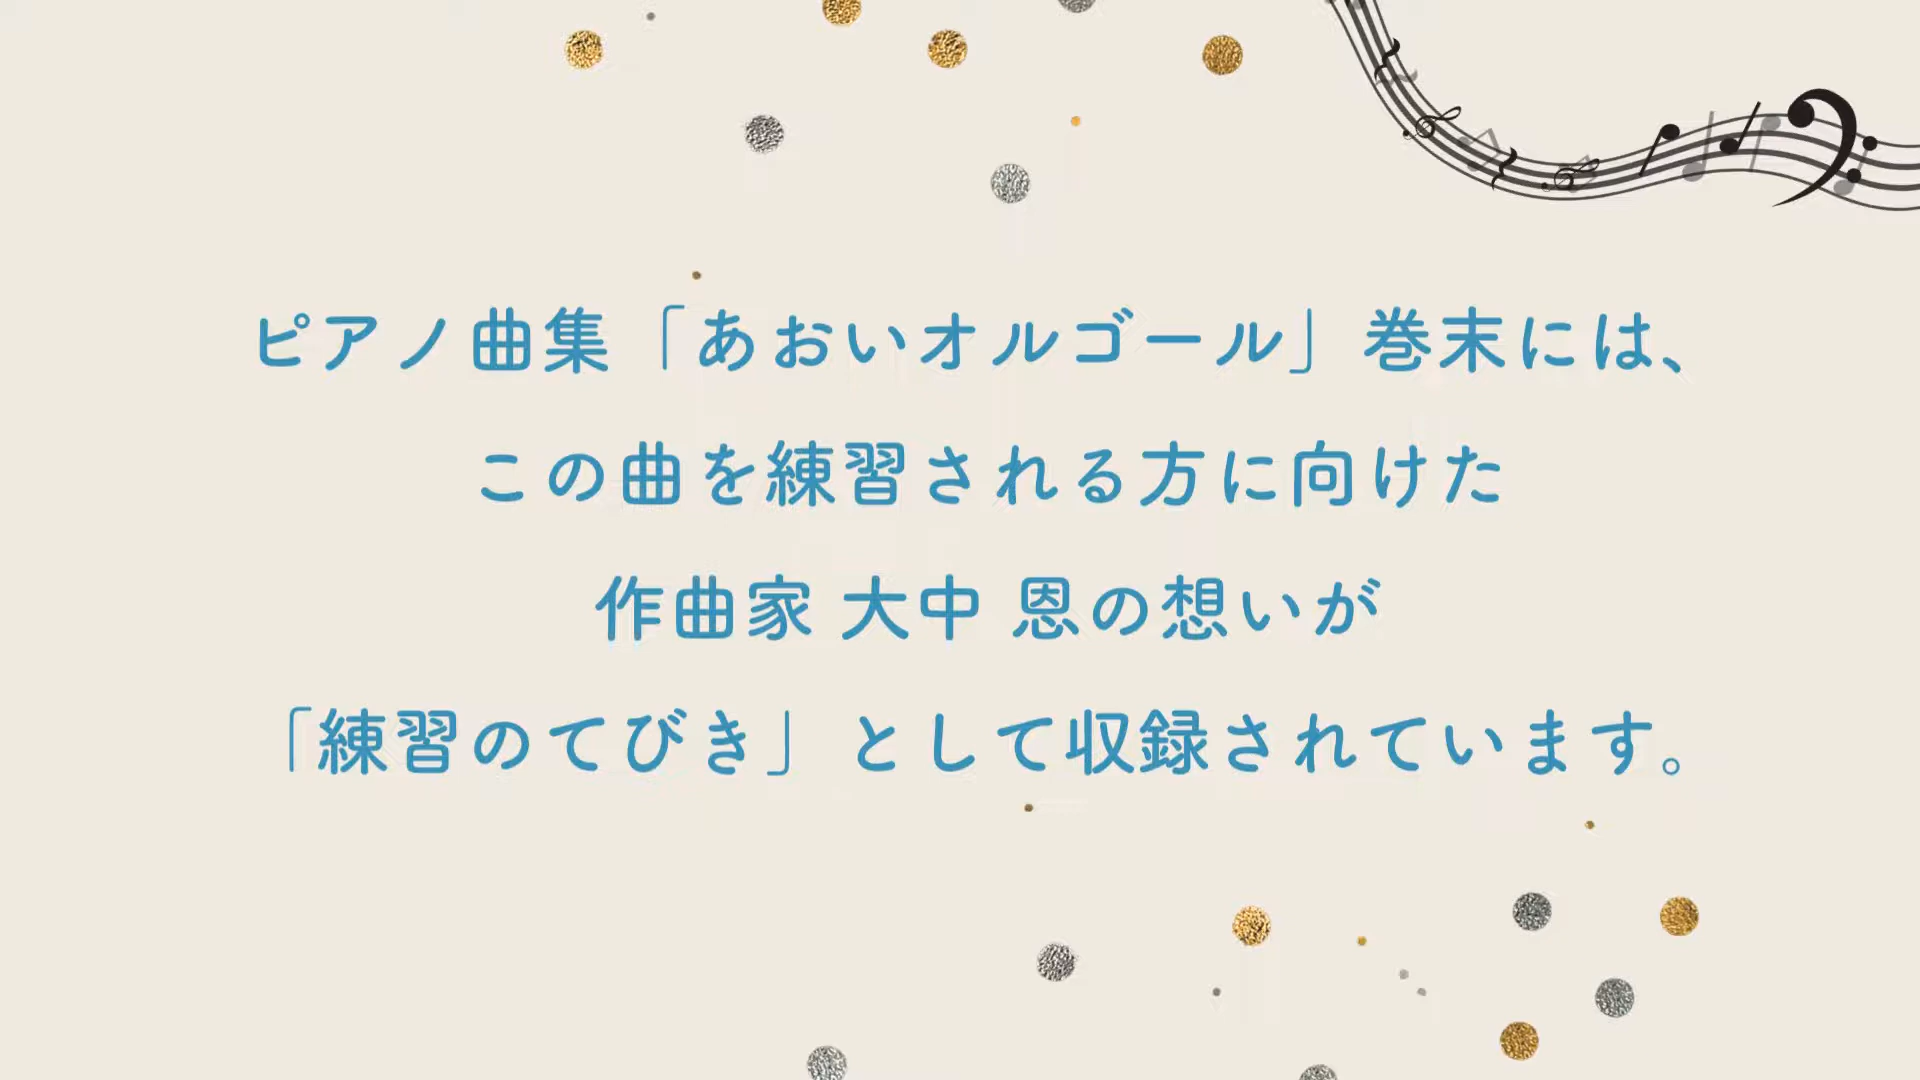 ピアノ曲集「あおいオルゴール」巻末には、
この曲を練習される方に向けた
作曲家 大中 恩の想いが
「練習のてびき」として収録されています。